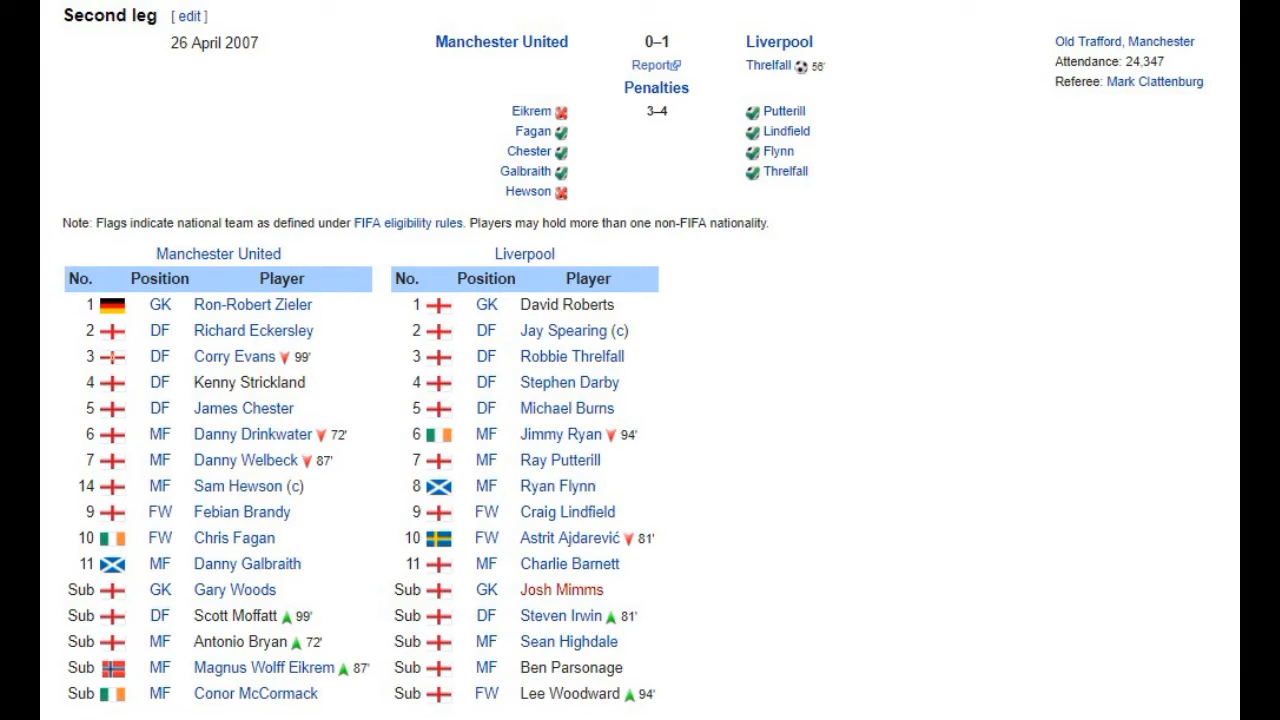 Second leg [ edit ]
26 April 2007 Manchester United 0–1 Liverpool Old Trafford, Manchester
Report Threlfall 56' Attendance: 24,347
Penalties Referee: Mark Clattenburg
Eikrem 3–4 Putterill
Fagan Lindfield
Chester Flynn
Galbraith Threlfall
Hewson
Note: Flags indicate national team as defined under FIFA eligibility rules. Players may hold more than one non-FIFA nationality.
Manchester United Liverpool
No. Position Player No. Position Player
1 GK Ron-Robert Zieler 1 GK David Roberts
2 DF Richard Eckersley 2 DF Jay Spearing (c)
3 DF Corry Evans 99' 3 DF Robbie Threlfall
4 DF Kenny Strickland 4 DF Stephen Darby
5 DF James Chester 5 DF Michael Burns
6 MF Danny Drinkwater 72' 6 MF Jimmy Ryan 94'
7 MF Danny Welbeck 87' 7 MF Ray Putterill
14 MF Sam Hewson (c) 8 MF Ryan Flynn
9 FW Febian Brandy 9 FW Craig Lindfield
10 FW Chris Fagan 10 FW Astrit Ajdarević 81'
11 MF Danny Galbraith 11 MF Charlie Barnett
Sub GK Gary Woods Sub GK Josh Mimms
Sub DF Scott Moffatt 99' Sub DF Steven Irwin 81'
Sub MF Antonio Bryan 72' Sub MF Sean Highdale
Sub MF Magnus Wolff Eikrem 87' Sub MF Ben Parsonage
Sub MF Conor McCormack Sub FW Lee Woodward 94'